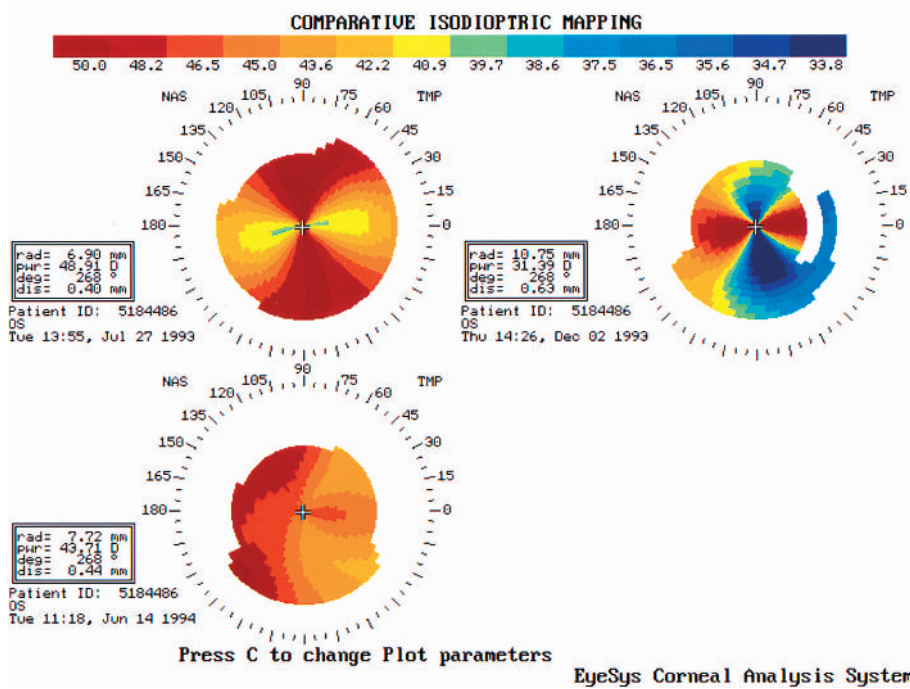 COMPARATIVE ISODIOPTRIC MAPPING
50.0 48.2 46.5 45.0 43.6 42.2 40.9 39.7 38.6 37.5 36.5 35.6 34.7 33.8
NAS 120 105 90 75 60 TMP
135 45
150 30
165 15
180 0
rad= 6.90 mm
pwr= 48.91 D
deg= 268 °
dis= 0.40 mm
Patient ID: 5184486
OS
Tue 13:55, Jul 27 1993
NAS 120 105 90 75 60 TMP
135 45
150 30
165 15
180 0
rad= 10.75 mm
pwr= 31.39 D
deg= 268 °
dis= 0.63 mm
Patient ID: 5184486
OS
Thu 14:26, Dec 02 1993
NAS 120 105 90 75 60 TMP
135 45
150 30
165 15
180 0
rad= 7.72 mm
pwr= 43.71 D
deg= 268 °
dis= 0.44 mm
Patient ID: 5184486
OS
Tue 11:18, Jun 14 1994
Press C to change Plot parameters
EyeSys Corneal Analysis System